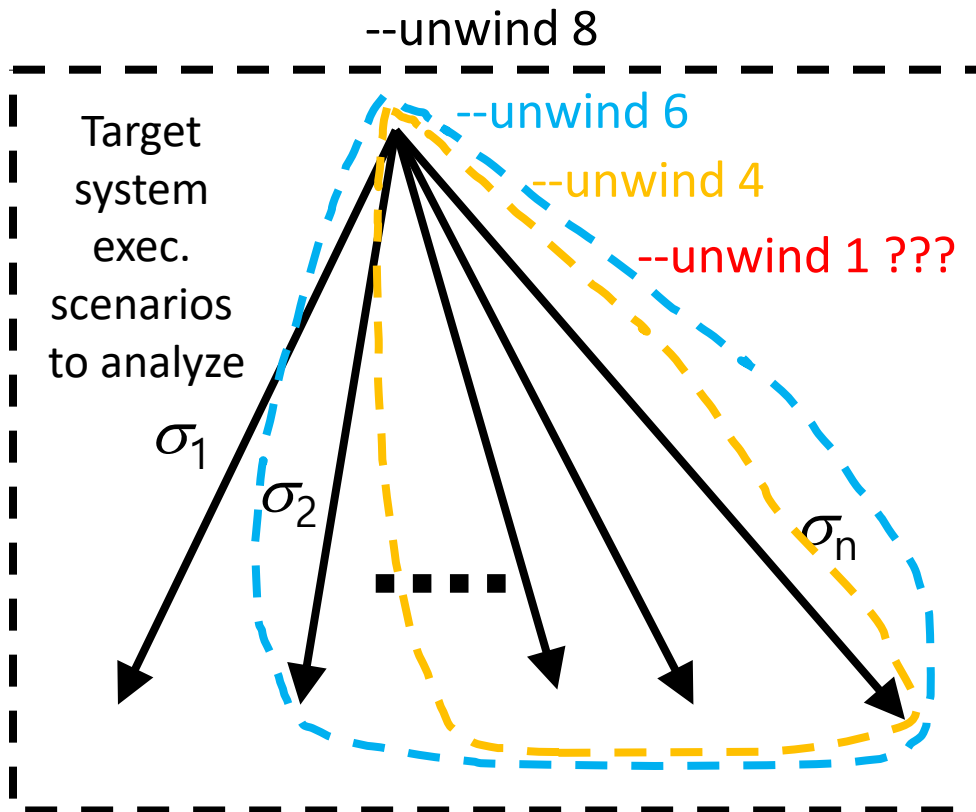 --unwind 8
Target
system
exec.
scenarios
to analyze
--unwind 6
--unwind 4
--unwind 1 ???
σ1
σ2
σn